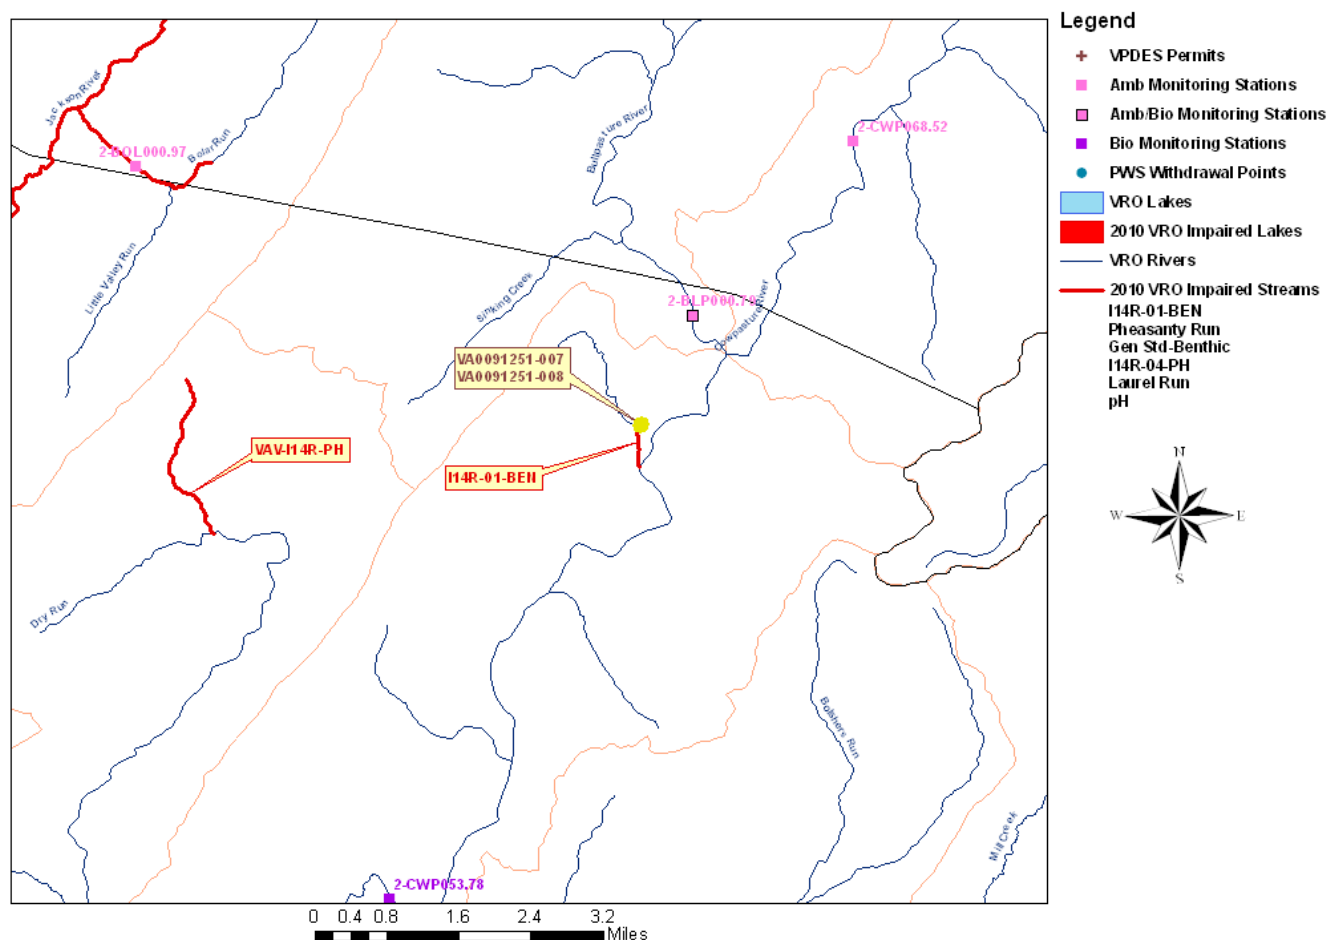 Legend
VPDES Permits
Amb Monitoring Stations
Amb/Bio Monitoring Stations
Bio Monitoring Stations
PWS Withdrawal Points
VRO Lakes
2010 VRO Impaired Lakes
VRO Rivers
2010 VRO Impaired Streams
I14R-01-BEN
Pheasanty Run
Gen Std-Benthic
I14R-04-PH
Laurel Run
pH
N
W
E
S
Jackson River
2-BOL000.97
Bolar Run
Little Valley Run
Bullpasture River
2-CWP068.52
Sinking Creek
2-BLP000.79
Cowpasture River
VA0091251-007
VA0091251-008
VAV-I14R-PH
I14R-01-BEN
Dry Run
Bolshers Run
Mill Creek
2-CWP053.78
0 0.4 0.8 1.6 2.4 3.2
Miles